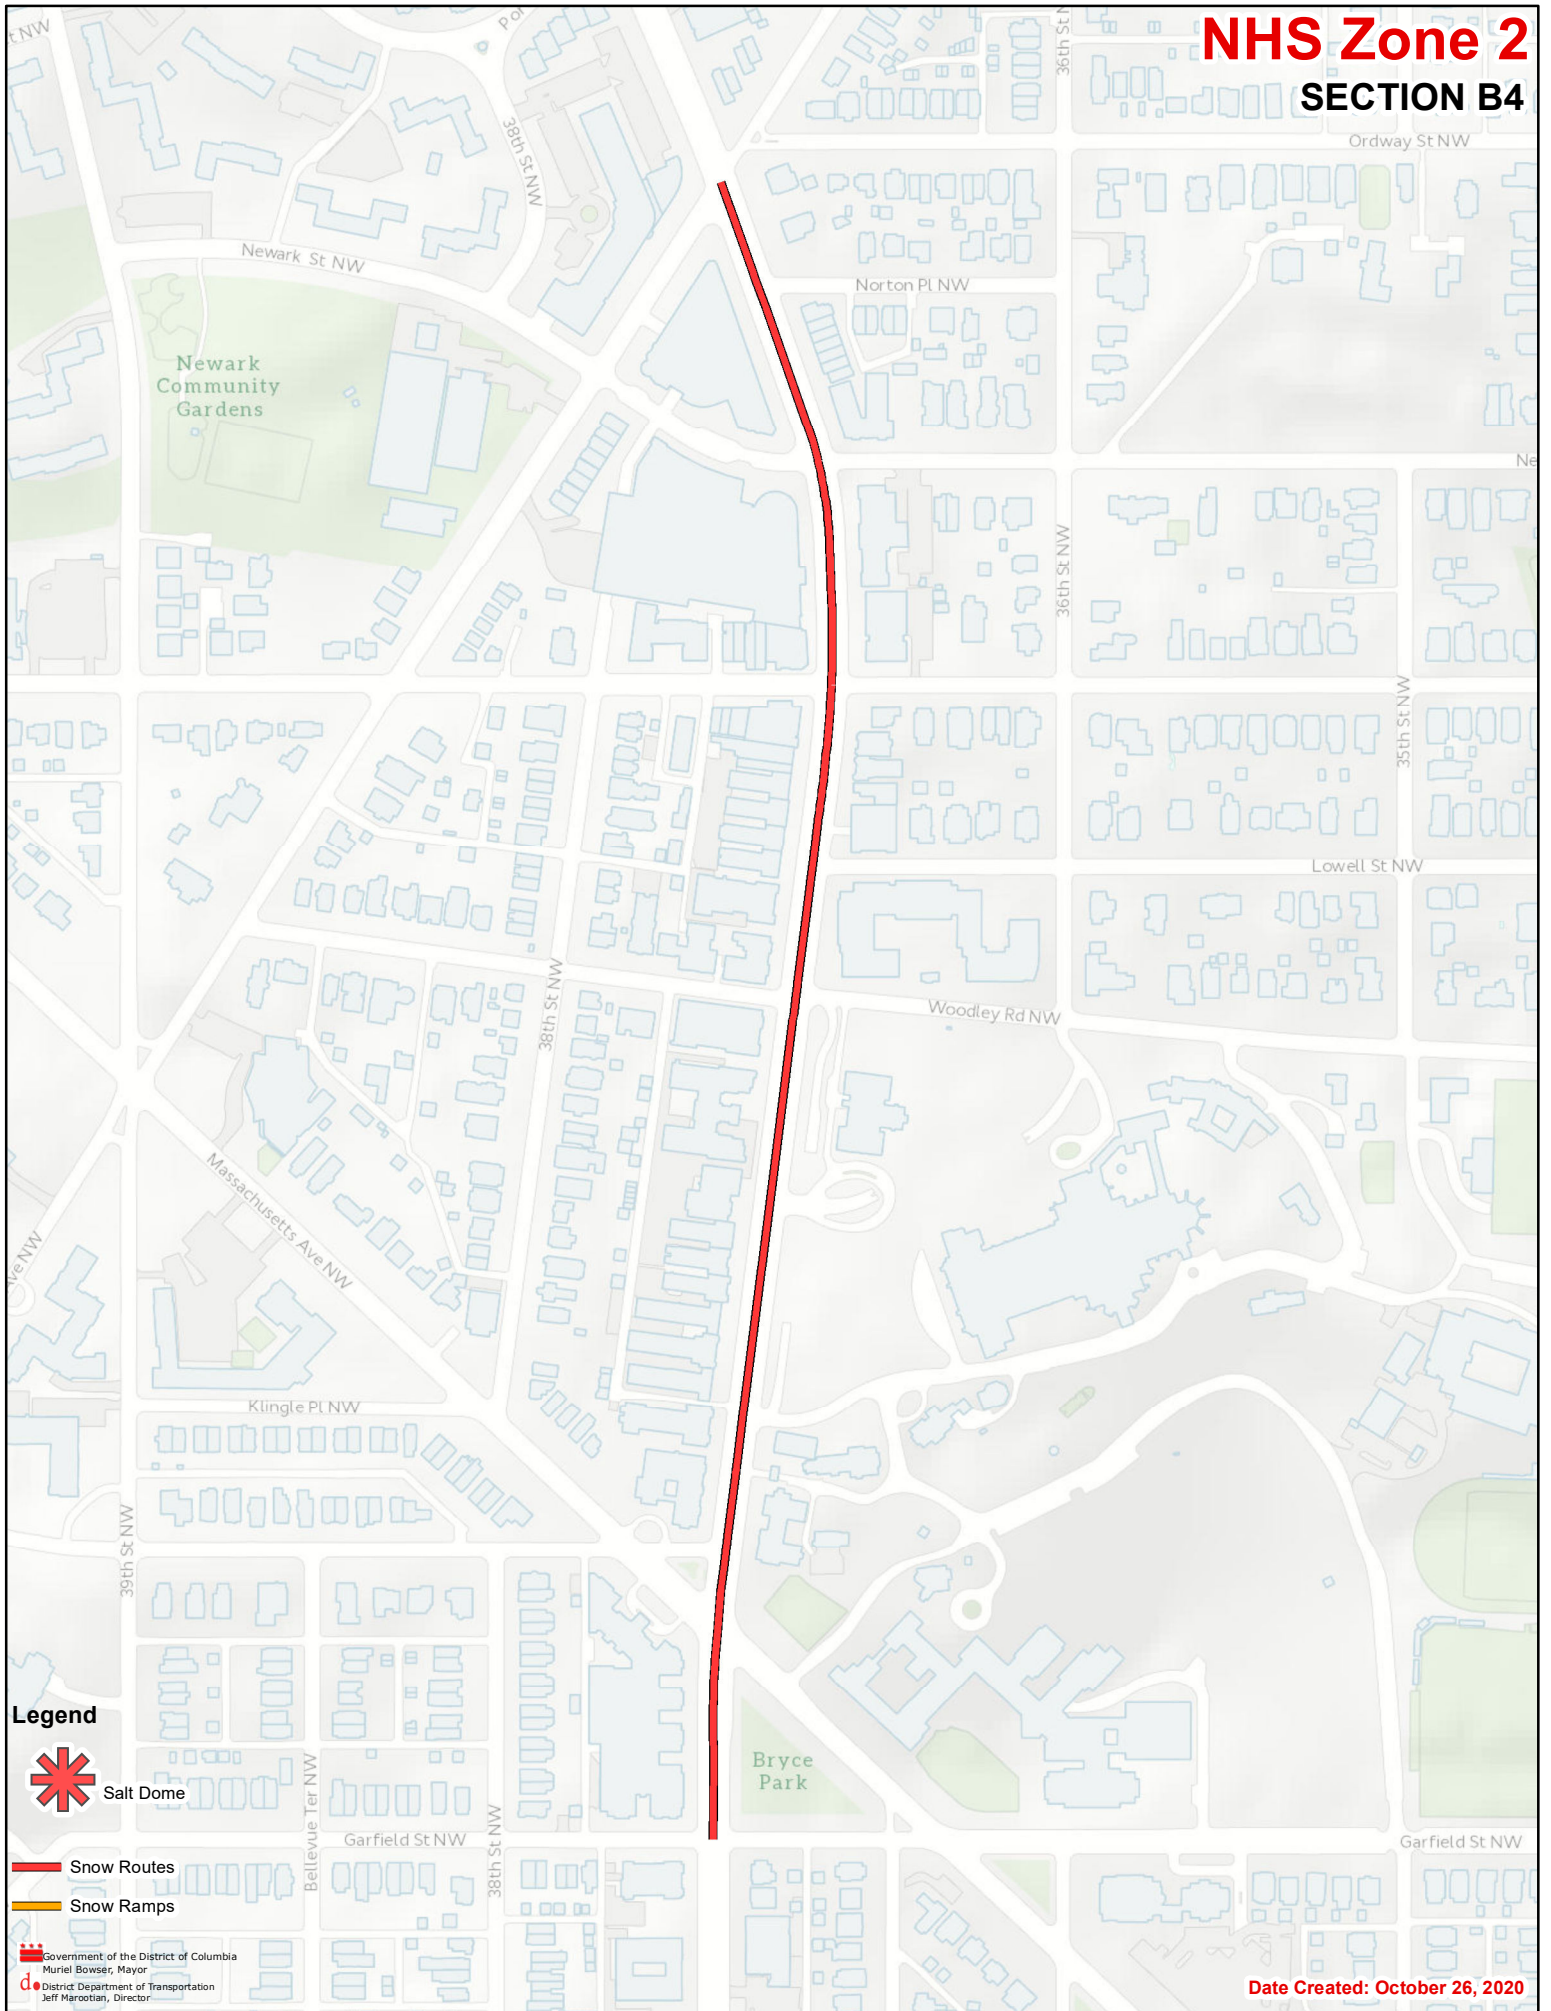 NHS Zone 2
SECTION B4
36th St N
38th St NW
Ordway St NW
Newark St NW
Norton Pl NW
Newark
Community
Gardens
Ne
36th St NW
35th St NW
Lowell St NW
38th St NW
Woodley Rd NW
Massachusetts Ave NW
ve NW
Klingle Pl NW
39th St NW
Bryce
Park
Legend
Salt Dome
Bellevue Ter NW
38th St NW
Garfield St NW
Garfield St NW
Snow Routes
Snow Ramps
Government of the District of Columbia
Muriel Bowser, Mayor
d.
District Department of Transportation
Jeff Marootian, Director
Date Created: October 26, 2020